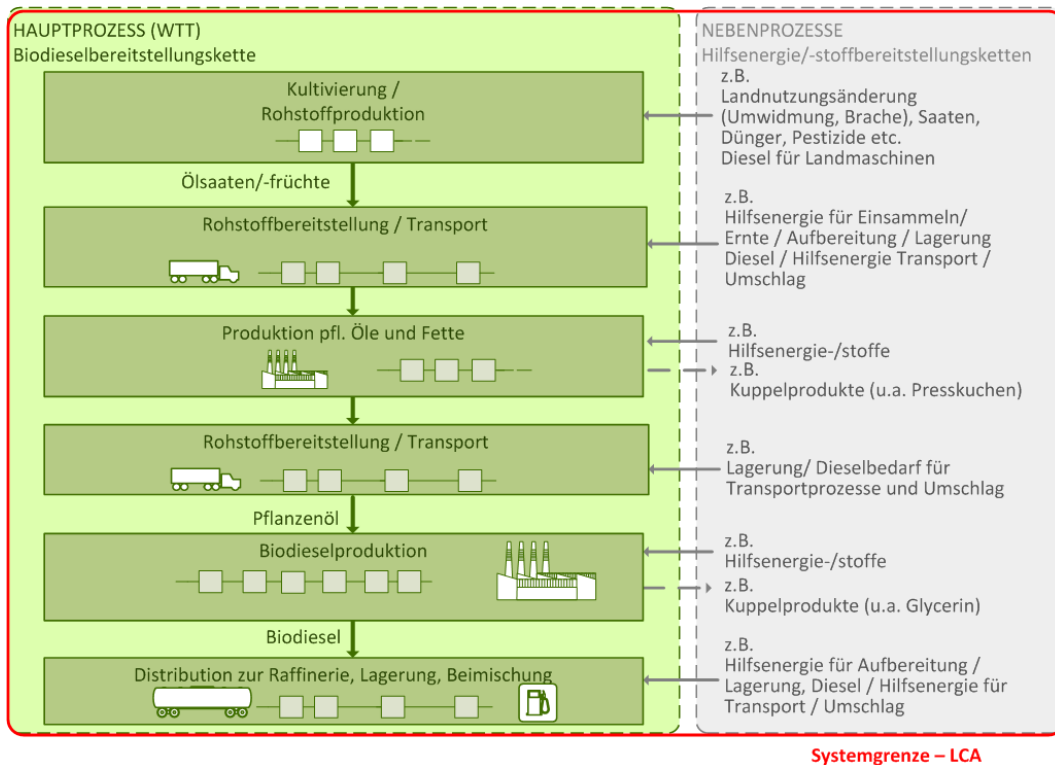 HAUPTPROZESS (WTT)
Biodieselbereitstellungskette
Kultivierung /
Rohstoffproduktion
Ölsaaten/-früchte
Rohstoffbereitstellung / Transport
Produktion pfl. Öle und Fette
Rohstoffbereitstellung / Transport
Pflanzenöl
Biodieselproduktion
Biodiesel
Distribution zur Raffinerie, Lagerung, Beimischung
NEBENPROZESSE
Hilfsenergie/-stoffbereitstellungsketten
z.B.
Landnutzungsänderung
(Umwidmung, Brache), Saaten,
Dünger, Pestizide etc.
Diesel für Landmaschinen
z.B.
Hilfsenergie für Einsammeln/
Ernte / Aufbereitung / Lagerung
Diesel / Hilfsenergie Transport /
Umschlag
z.B.
Hilfsenergie-/stoffe
z.B.
Kuppelprodukte (u.a. Presskuchen)
z.B.
Lagerung/ Dieselbedarf für
Transportprozesse und Umschlag
z.B.
Hilfsenergie-/stoffe
z.B.
Kuppelprodukte (u.a. Glycerin)
z.B.
Hilfsenergie für Aufbereitung /
Lagerung, Diesel / Hilfsenergie für
Transport / Umschlag
Systemgrenze – LCA